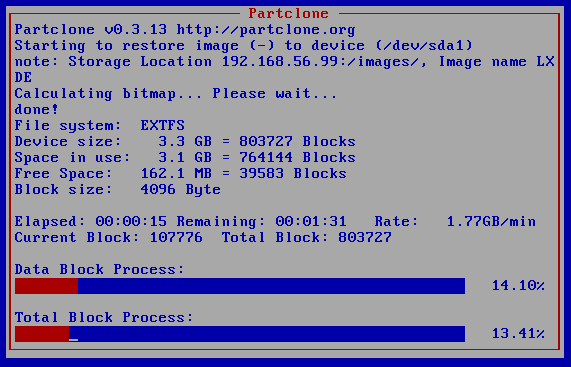 Partclone
Partclone v0.3.13 http://partclone.org
Starting to restore image (-) to device (/dev/sda1)
note: Storage Location 192.168.56.99:/images/, Image name LX
DE
Calculating bitmap... Please wait...
done!
File system:  EXTFS
Device size:    3.3 GB = 803727 Blocks
Space in use:   3.1 GB = 764144 Blocks
Free Space:   162.1 MB = 39583 Blocks
Block size:   4096 Byte
Elapsed: 00:00:15 Remaining: 00:01:31   Rate:   1.77GB/min
Current Block: 107776  Total Block: 803727
Data Block Process:
14.10%
Total Block Process:
13.41%